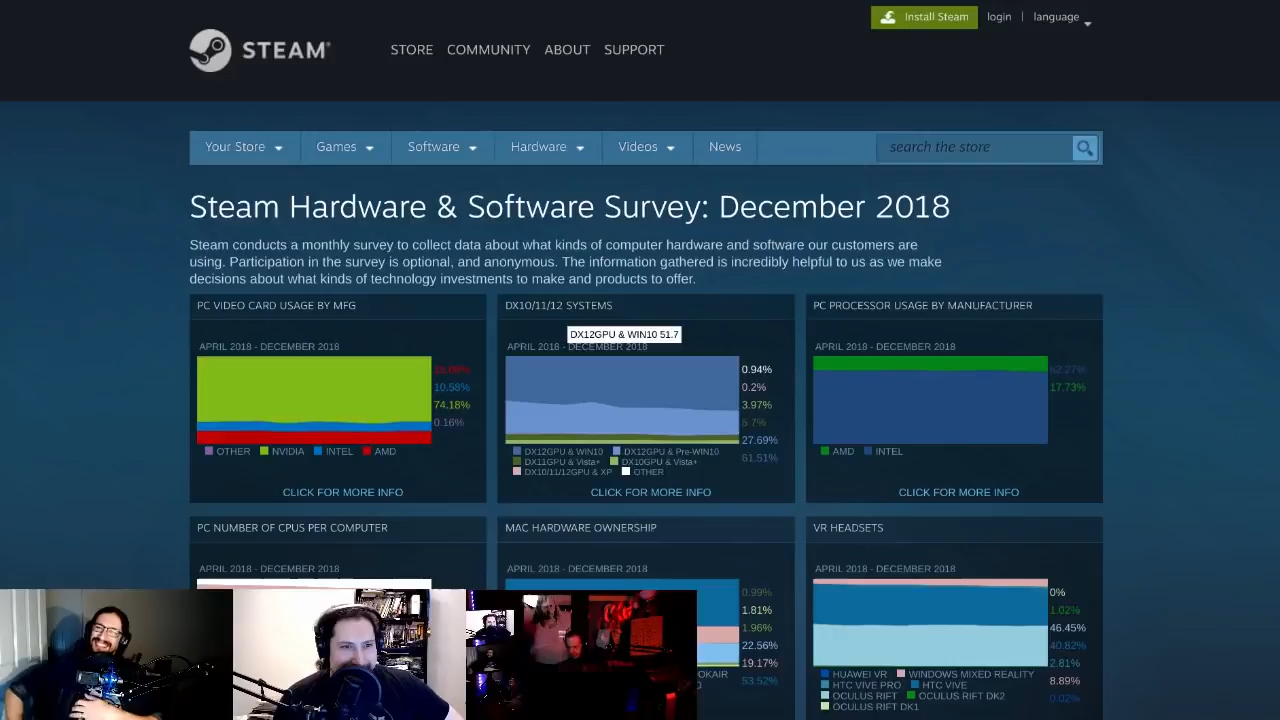 Install Steam login | language
STEAM STORE COMMUNITY ABOUT SUPPORT
Your Store Games Software Hardware Videos News search the store
Steam Hardware & Software Survey: December 2018
Steam conducts a monthly survey to collect data about what kinds of computer hardware and software our customers are
using. Participation in the survey is optional, and anonymous. The information gathered is incredibly helpful to us as we make
decisions about what kinds of technology investments to make and products to offer.
PC VIDEO CARD USAGE BY MFG
APRIL 2018 - DECEMBER 2018
10.58%
74.18%
0.16%
OTHER NVIDIA INTEL AMD
CLICK FOR MORE INFO
DX10/11/12 SYSTEMS
DX12GPU & WIN10 51.7
APRIL 2018 - DECEMBER 2018
0.94%
0.2%
3.97%
5.7%
27.69%
61.51%
DX12GPU & WIN10 DX12GPU & Pre-WIN10
DX11GPU & Vista+ DX10GPU & Vista+
DX10/11/12GPU & XP OTHER
CLICK FOR MORE INFO
PC PROCESSOR USAGE BY MANUFACTURER
APRIL 2018 - DECEMBER 2018
82.27%
17.73%
AMD INTEL
CLICK FOR MORE INFO
PC NUMBER OF CPUS PER COMPUTER
APRIL 2018 - DECEMBER 2018
MAC HARDWARE OWNERSHIP
APRIL 2018 - DECEMBER 2018
0.99%
1.81%
1.96%
22.56%
19.17%
53.52%
OKAIR
VR HEADSETS
APRIL 2018 - DECEMBER 2018
0%
1.02%
46.45%
40.82%
2.81%
8.89%
0.02%
HUAWEI VR WINDOWS MIXED REALITY
HTC VIVE PRO HTC VIVE
OCULUS RIFT OCULUS RIFT DK2
OCULUS RIFT DK1